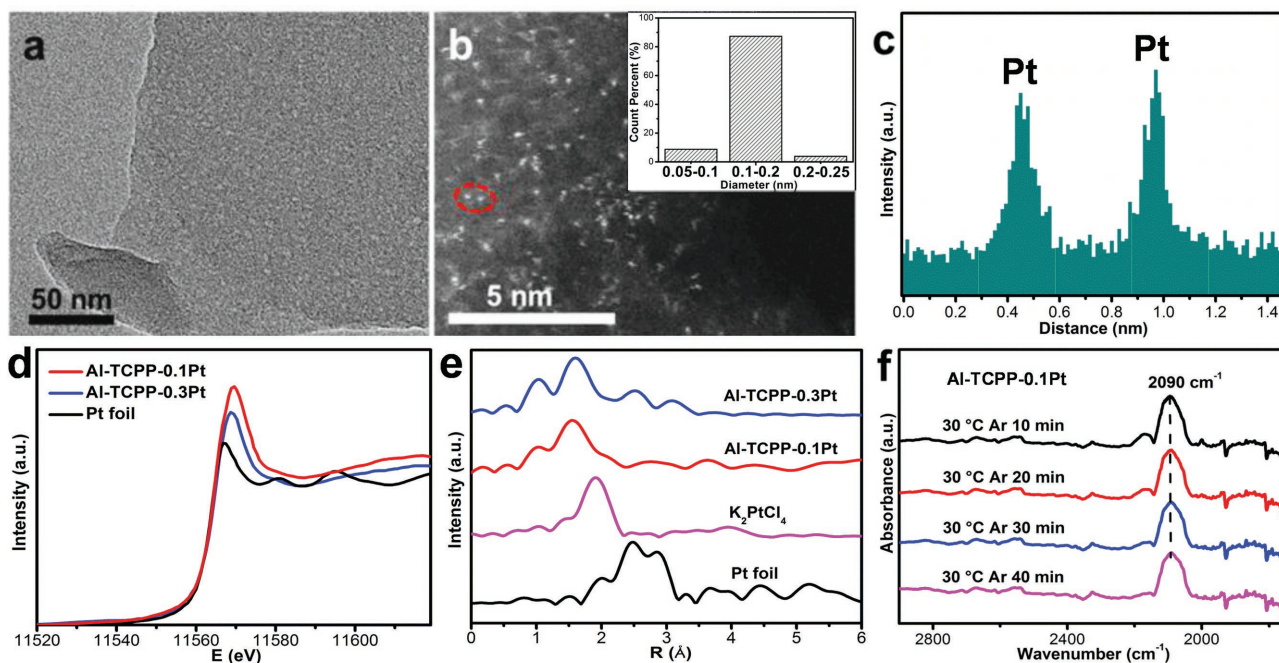 a
50 nm
b
5 nm
Count Percent (%)
100
80
60
40
20
0
0.05-0.1 0.1-0.2 0.2-0.25
Diameter (nm)
c
Pt
Pt
Intensity (a.u.)
0.0 0.2 0.4 0.6 0.8 1.0 1.2 1.4
Distance (nm)
d
Al-TCPP-0.1Pt
Al-TCPP-0.3Pt
Pt foil
Intensity (a.u.)
11520 11540 11560 11580 11600
E (eV)
e
Al-TCPP-0.3Pt
Al-TCPP-0.1Pt
K₂PtCl₄
Pt foil
Intensity (a.u.)
0 1 2 3 4 5 6
R (Å)
f
Al-TCPP-0.1Pt
2090 cm⁻¹
30 °C Ar 10 min
30 °C Ar 20 min
30 °C Ar 30 min
30 °C Ar 40 min
Absorbance (a.u.)
2800 2400 2000
Wavenumber (cm⁻¹)